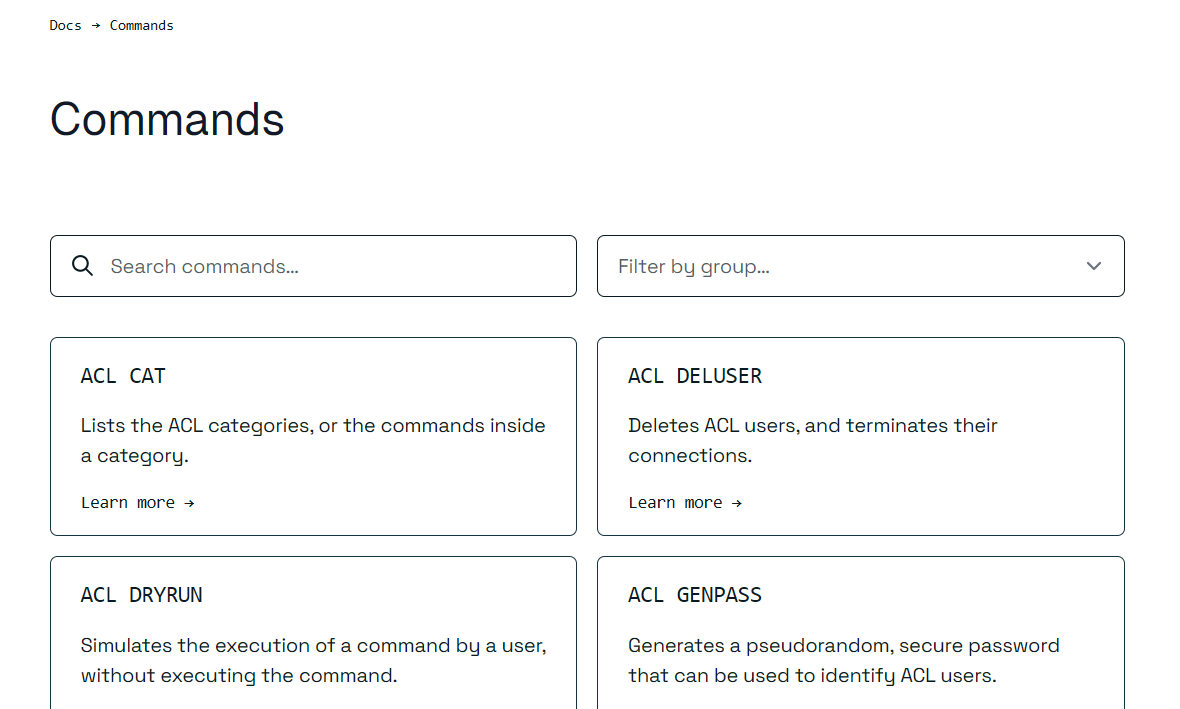 Docs → Commands
Commands
Search commands...
Filter by group...
ACL CAT
Lists the ACL categories, or the commands inside
a category.
Learn more →
ACL DELUSER
Deletes ACL users, and terminates their
connections.
Learn more →
ACL DRYRUN
Simulates the execution of a command by a user,
without executing the command.
ACL GENPASS
Generates a pseudorandom, secure password
that can be used to identify ACL users.